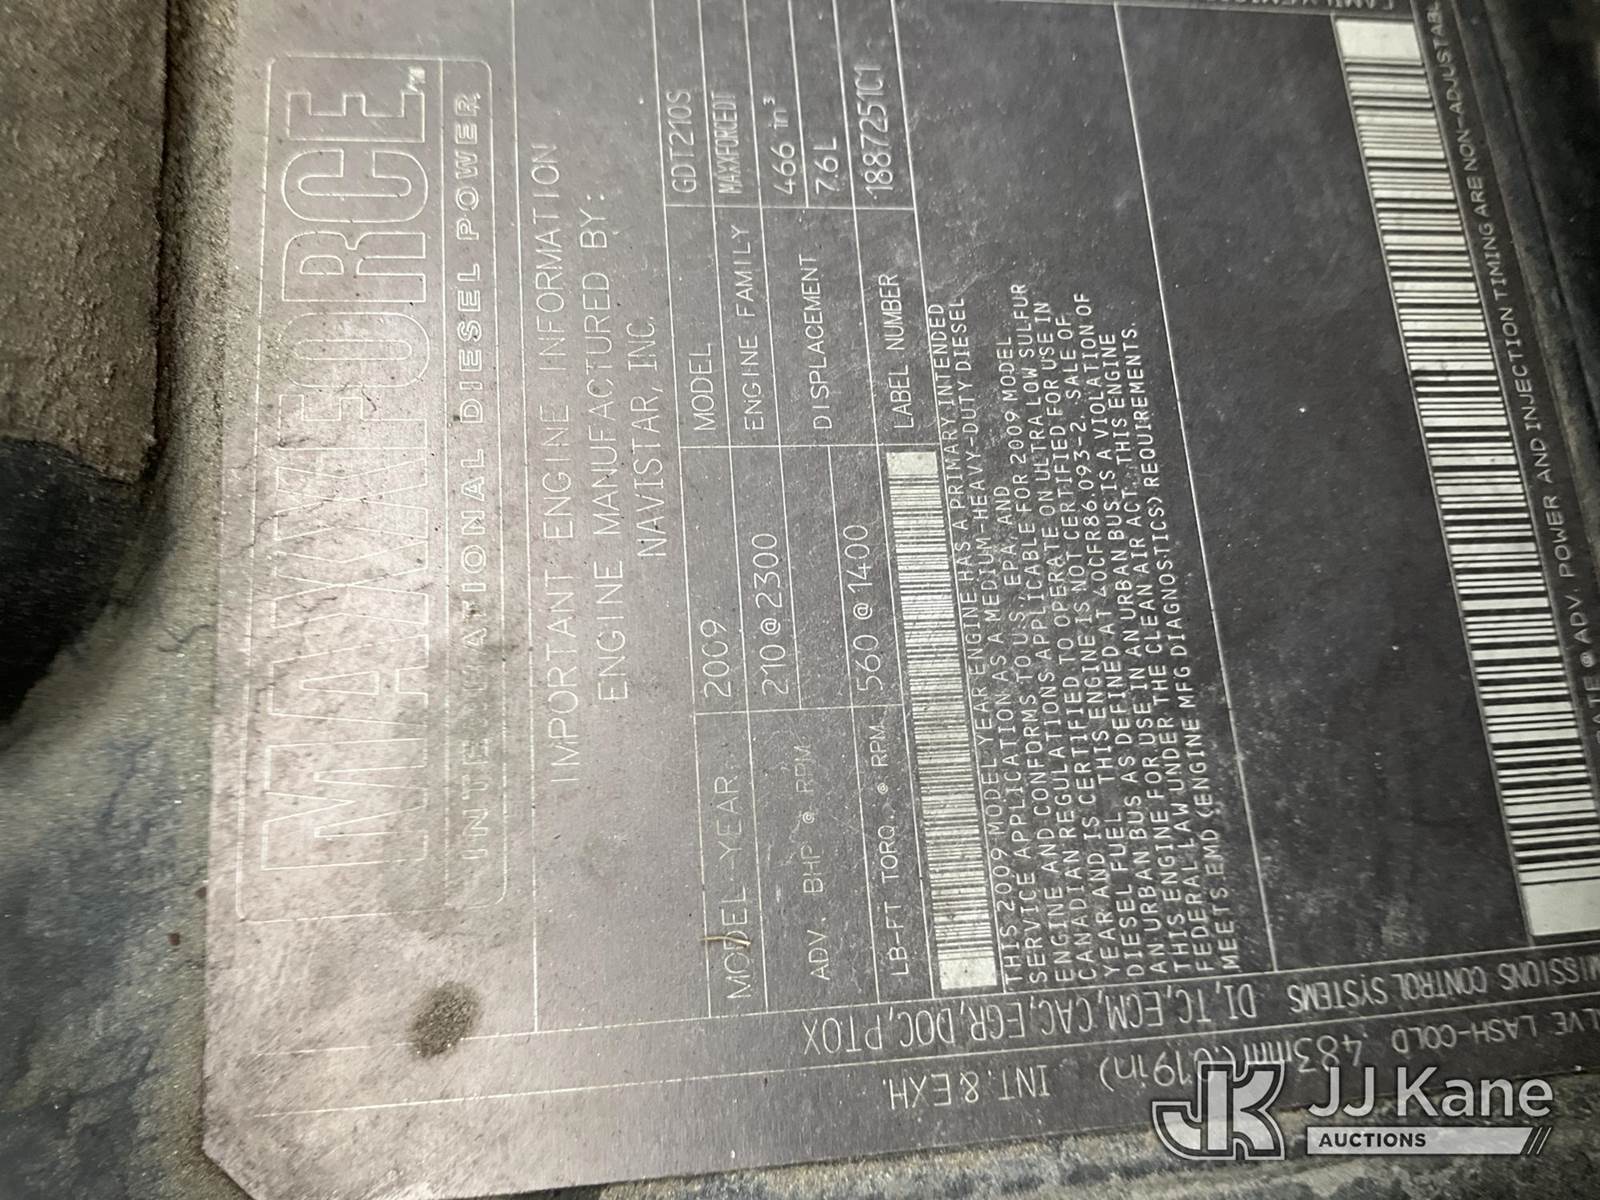 MAXXFORCE TM
INTERNATIONAL DIESEL POWER
IMPORTANT ENGINE INFORMATION
ENGINE MANUFACTURED BY:
NAVISTAR, INC.
MODEL YEAR 2009 MODEL GDT210S
ADV. BHP @ RPM 210@2300 ENGINE FAMILY MAXXFORCEDT
DISPLACEMENT 466 in³
7.6L
LB-FT TORQ. @ RPM 560@1400 LABEL NUMBER 1887251C1
THIS 2009 MODEL YEAR ENGINE HAS A PRIMARY INTENDED
SERVICE APPLICATION AS A MEDIUM-HEAVY-DUTY DIESEL
ENGINE AND CONFORMS TO U.S. EPA, AND
CANADIAN REGULATIONS APPLICABLE FOR 2009 MODEL
YEAR AND IS CERTIFIED TO OPERATE ON ULTRA LOW SULFUR
DIESEL FUEL. THIS ENGINE IS NOT CERTIFIED FOR USE IN
AN URBAN BUS AS DEFINED AT 40CFR86.093-2. SALE OF
THIS ENGINE FOR USE IN AN URBAN BUS IS A VIOLATION OF
FEDERAL LAW UNDER THE CLEAN AIR ACT. THIS ENGINE
MEETS EMD (ENGINE MFG DIAGNOSTICS) REQUIREMENTS.
@ ADV. POWER AND INJECTION TIMING ARE NON-ADJUSTABL
MISSIONS CONTROL SYSTEMS DI,TC,ECM,CAC,EGR,DOC,PTOX
LVE LASH-COLD .483mm(.019in) INT. & EXH.
JJ Kane
AUCTIONS